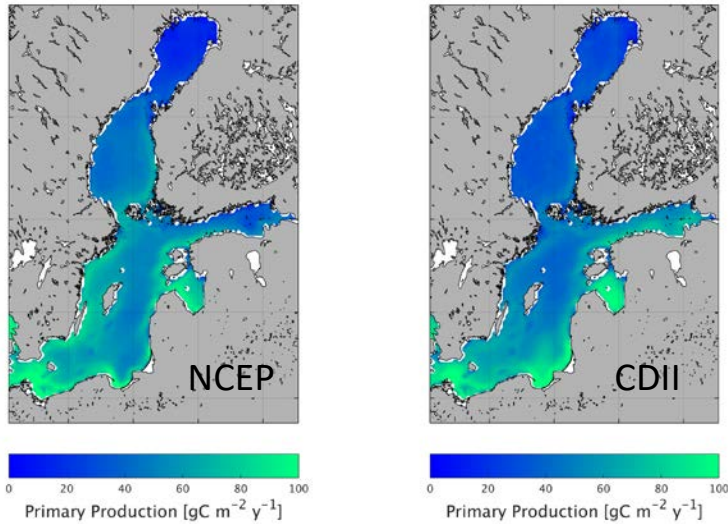 NCEP
CDII
0 20 40 60 80 100
Primary Production [gC m⁻² y⁻¹]
0 20 40 60 80 100
Primary Production [gC m⁻² y⁻¹]